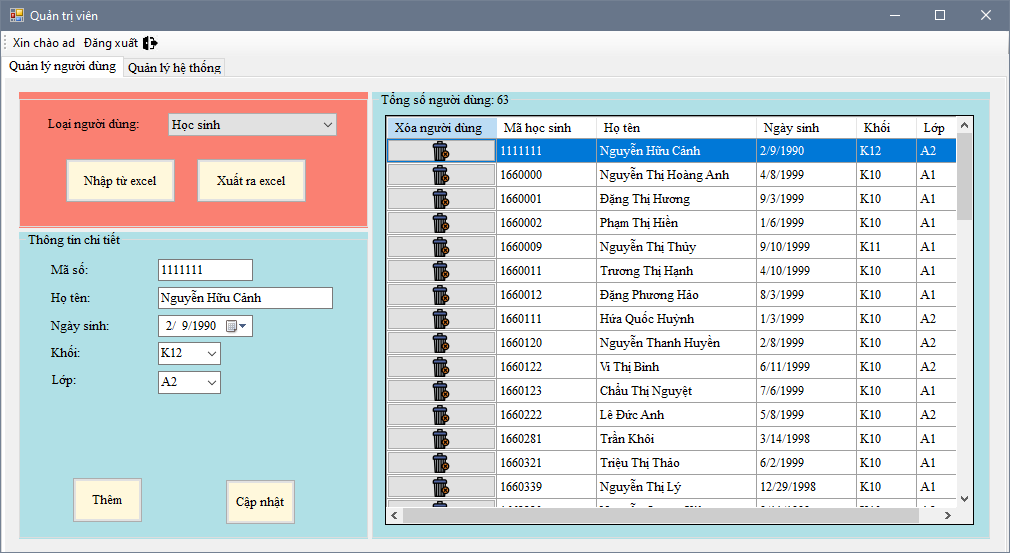 Quản trị viên
Xin chào ad Đăng xuất
Quản lý người dùng Quản lý hệ thống
Loại người dùng: Học sinh
Nhập từ excel Xuất ra excel
Thông tin chi tiết
Mã số: 1111111
Họ tên: Nguyễn Hữu Cảnh
Ngày sinh: 2/ 9/1990
Khối: K12
Lớp: A2
Thêm Cập nhật
Tổng số người dùng: 63
Xóa người dùng Mã học sinh Họ tên Ngày sinh Khối Lớp
1111111 Nguyễn Hữu Cảnh 2/9/1990 K12 A2
1660000 Nguyễn Thị Hoàng Anh 4/8/1999 K10 A1
1660001 Đặng Thị Hương 9/3/1999 K10 A1
1660002 Phạm Thị Hiền 1/6/1999 K10 A1
1660009 Nguyễn Thị Thủy 9/10/1999 K11 A1
1660011 Trương Thị Hạnh 4/10/1999 K10 A1
1660012 Đặng Phương Hảo 8/3/1999 K10 A1
1660111 Hứa Quốc Huỳnh 1/3/1999 K10 A2
1660120 Nguyễn Thanh Huyền 2/8/1999 K10 A2
1660122 Vi Thị Bình 6/11/1999 K10 A2
1660123 Chẩu Thị Nguyệt 7/6/1999 K10 A1
1660222 Lê Đức Anh 5/8/1999 K10 A2
1660281 Trần Khôi 3/14/1998 K10 A1
1660321 Triệu Thị Thảo 6/2/1999 K10 A1
1660339 Nguyễn Thị Lý 12/29/1998 K10 A1